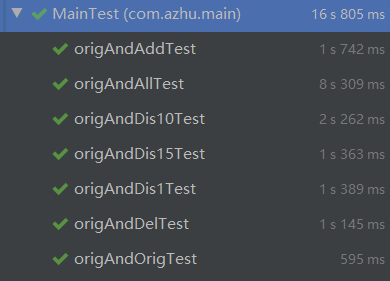 MainTest (com.azhu.main) 16 s 805 ms
origAndAddTest 1 s 742 ms
origAndAllTest 8 s 309 ms
origAndDis10Test 2 s 262 ms
origAndDis15Test 1 s 363 ms
origAndDis1Test 1 s 389 ms
origAndDelTest 1 s 145 ms
origAndOrigTest 595 ms